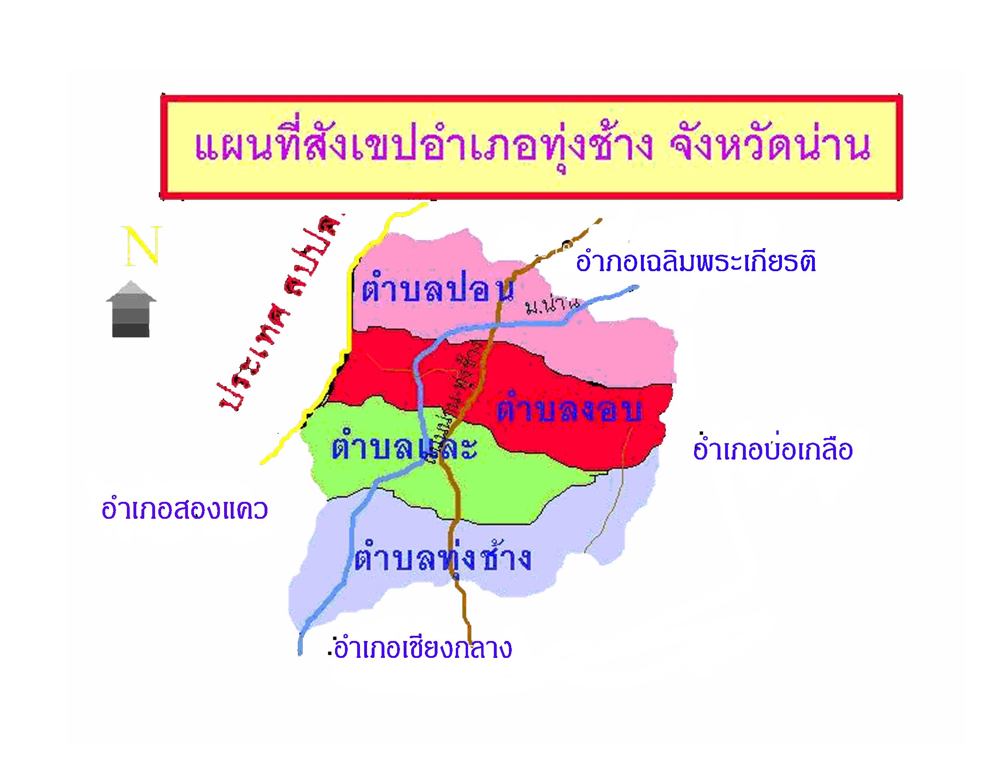 แผนที่สังเขปอำเภอทุ่งช้าง จังหวัดน่าน
N
ประเทศ สปปล.
อำภอเฉลิมพระเกียรติ
ตำบลปอน
ม.น่าน
ตำบลงอบ
ตำบลและ
อำเภอบ่อเกลือ
อำเภอสองแคว
ตำบลทุ่งช้าง
อำเภอเชียงกลาง